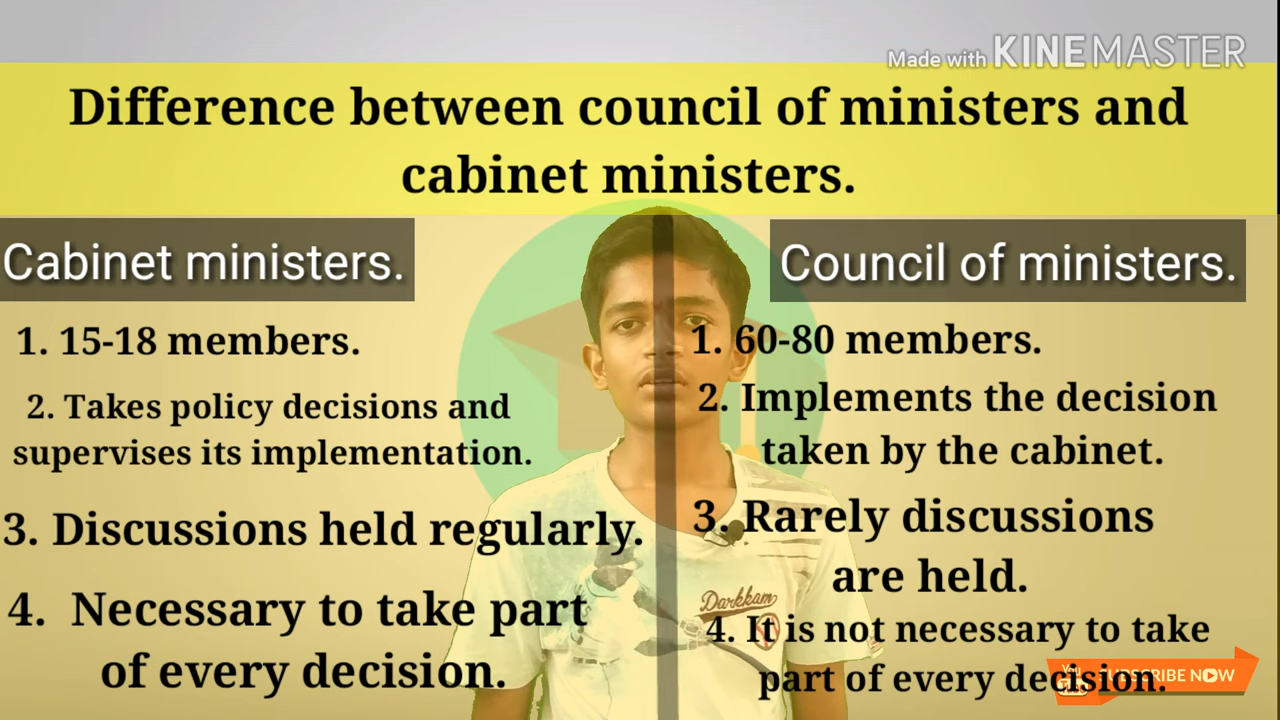 Made with KINEMASTER
Difference between council of ministers and
cabinet ministers.
Cabinet ministers.
1. 15-18 members.
2. Takes policy decisions and
supervises its implementation.
3. Discussions held regularly.
4. Necessary to take part
of every decision.
Council of ministers.
1. 60-80 members.
2. Implements the decision
taken by the cabinet.
3. Rarely discussions
are held.
4. It is not necessary to take
part of every decision.
Darkkam
You
Tube
SUBSCRIBE NOW